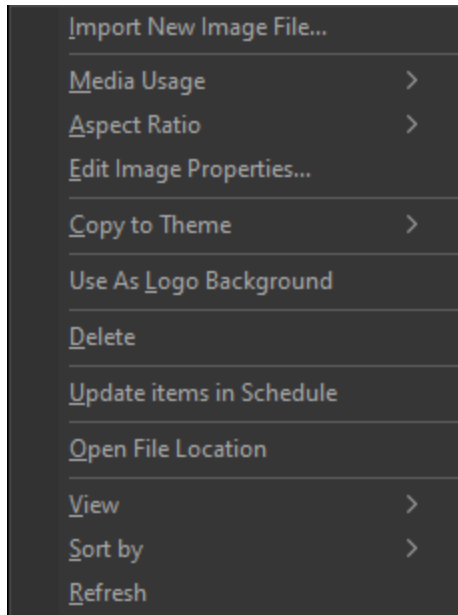 Import New Image File...
Media Usage
Aspect Ratio
Edit Image Properties...
Copy to Theme
Use As Logo Background
Delete
Update items in Schedule
Open File Location
View
Sort by
Refresh